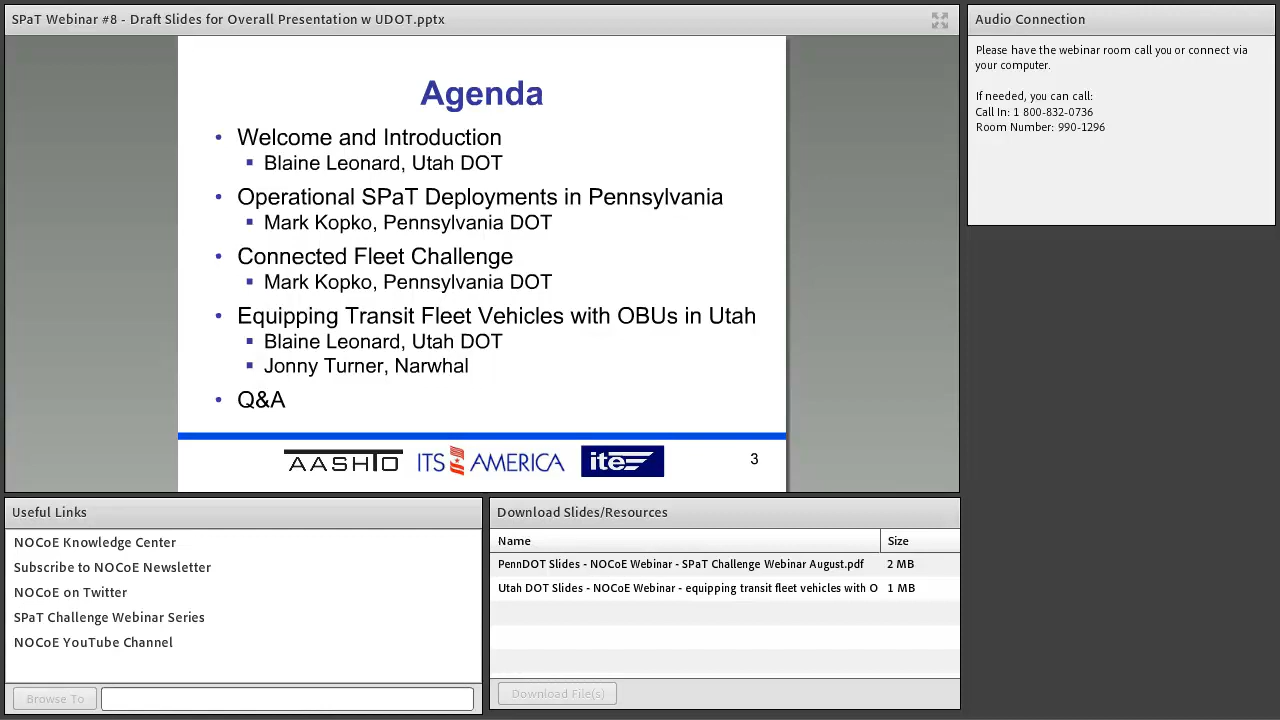 SPaT Webinar #8 - Draft Slides for Overall Presentation w UDOT.pptx
Agenda
• Welcome and Introduction
▪ Blaine Leonard, Utah DOT
• Operational SPaT Deployments in Pennsylvania
▪ Mark Kopko, Pennsylvania DOT
• Connected Fleet Challenge
▪ Mark Kopko, Pennsylvania DOT
• Equipping Transit Fleet Vehicles with OBUs in Utah
▪ Blaine Leonard, Utah DOT
▪ Jonny Turner, Narwhal
• Q&A
AASHTO ITS AMERICA ite 3
Audio Connection
Please have the webinar room call you or connect via
your computer.
If needed, you can call:
Call In: 1 800-832-0736
Room Number: 990-1296
Useful Links
NOCoE Knowledge Center
Subscribe to NOCoE Newsletter
NOCoE on Twitter
SPaT Challenge Webinar Series
NOCoE YouTube Channel
Browse To
Download Slides/Resources
Name Size
PennDOT Slides - NOCoE Webinar - SPaT Challenge Webinar August.pdf 2 MB
Utah DOT Slides - NOCoE Webinar - equipping transit fleet vehicles with O 1 MB
Download File(s)